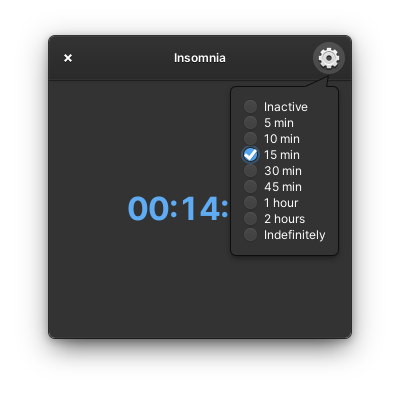 Insomnia
Inactive
5 min
10 min
15 min
30 min
45 min
1 hour
2 hours
Indefinitely
00:14: